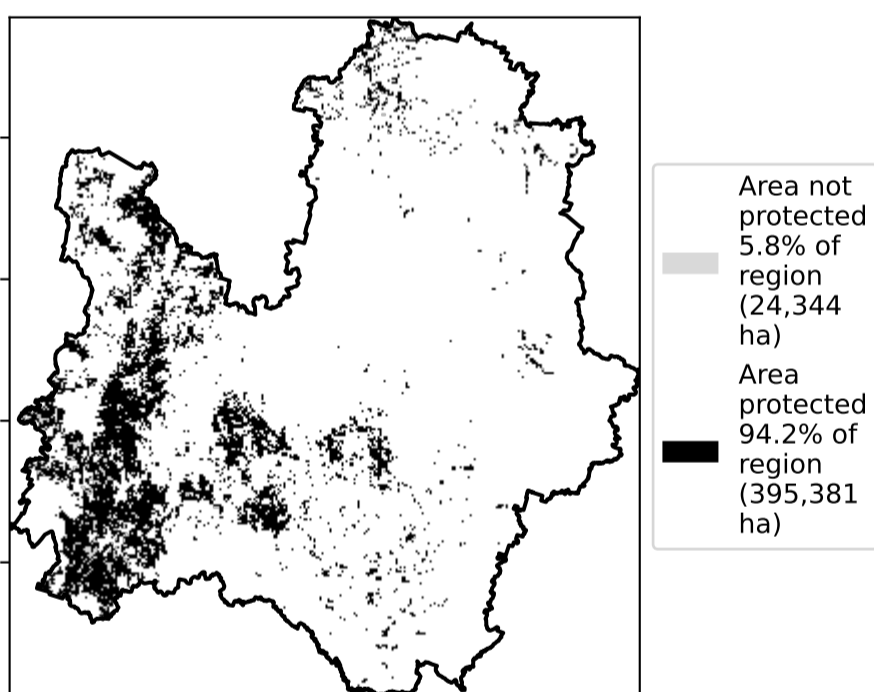 Area not
protected
5.8% of
region
(24,344
ha)
Area
protected
94.2% of
region
(395,381
ha)